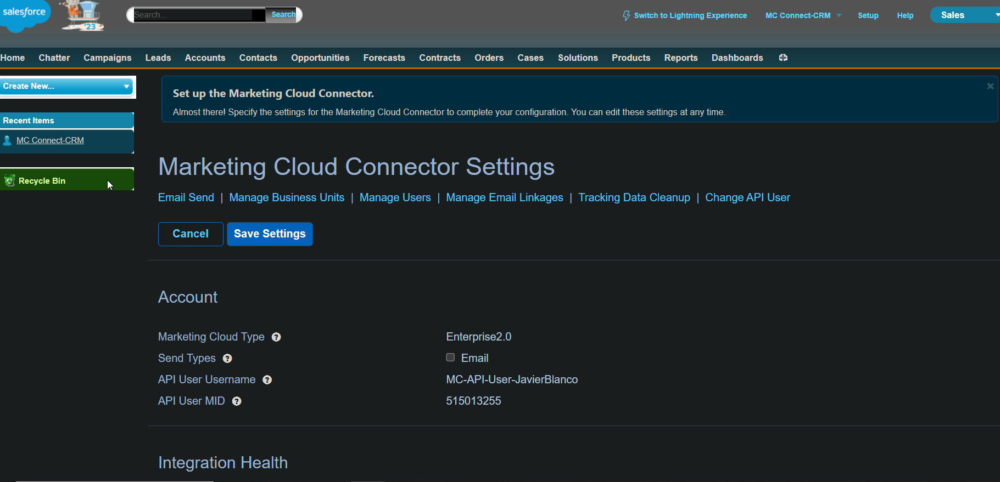 salesforce
'23
Search...
Search
Switch to Lightning Experience
MC Connect-CRM
Setup
Help
Sales
Home Chatter Campaigns Leads Accounts Contacts Opportunities Forecasts Contracts Orders Cases Solutions Products Reports Dashboards
Create New...
Recent Items
MC Connect-CRM
Recycle Bin
Set up the Marketing Cloud Connector.
Almost there! Specify the settings for the Marketing Cloud Connector to complete your configuration. You can edit these settings at any time.
Marketing Cloud Connector Settings
Email Send | Manage Business Units | Manage Users | Manage Email Linkages | Tracking Data Cleanup | Change API User
Cancel Save Settings
Account
Marketing Cloud Type ? Enterprise2.0
Send Types ? Email
API User Username ? MC-API-User-JavierBlanco
API User MID ? 515013255
Integration Health